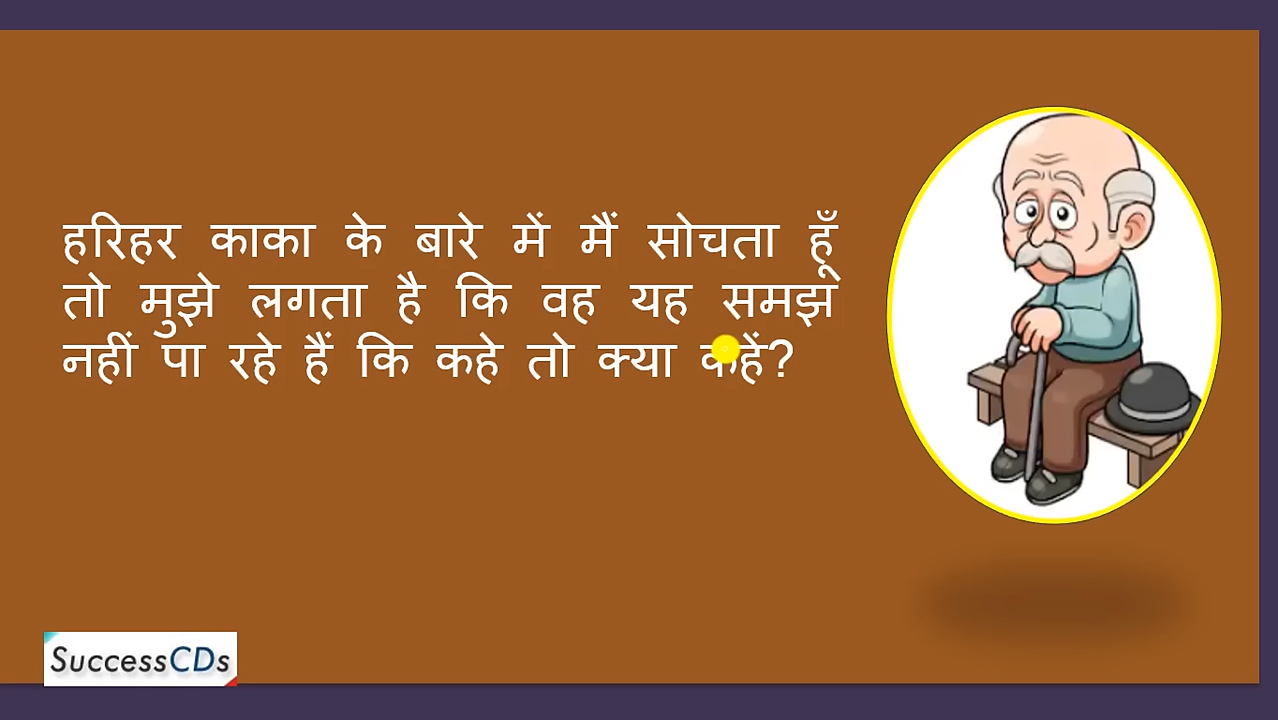 हरिहर काका के बारे में मैं सोचता हूँ
तो मुझे लगता है कि वह यह समझ
नहीं पा रहे हैं कि कहे तो क्या कहें?
SuccessCDs